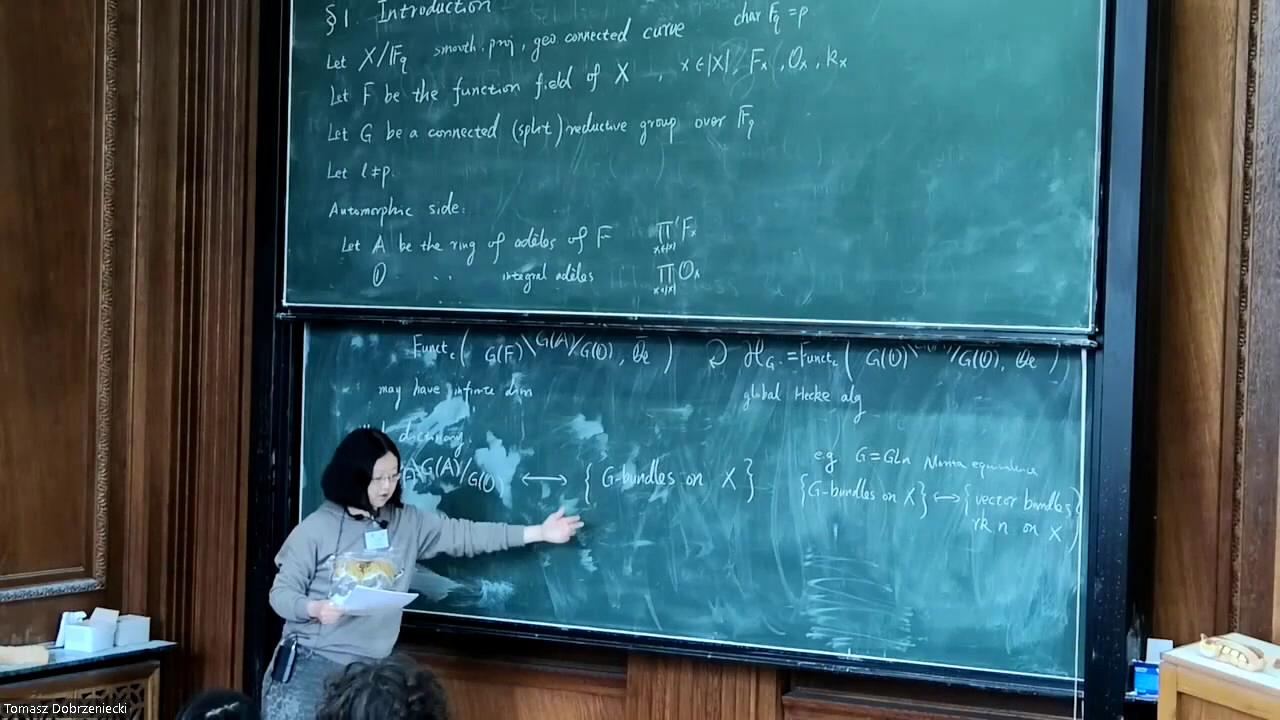 §1. Introduction
Let X/𝔽_q smooth, proj, geo. connected curve char 𝔽_q = p
Let F be the function field of X , x ∈ |X|, F_x, O_x, k_x
Let G be a connected (split) reductive group over 𝔽_q
Let l ≠ p.
Automorphic side:
Let A be the ring of adèles of F ∏'_{x∈|X|} F_x
𝕆 .. integral adèles ∏_{x∈|X|} O_x
Funct_c( G(F)\G(A)/G(𝕆), Q̄_ℓ ) ↻ ℋ_G := Funct_c( G(𝕆)\G(A)/G(𝕆), Q̄_ℓ )
may have infinite dim global Hecke alg
dictionary
G(A)/G(𝕆) ⟷ { G-bundles on X }
e.g. G = GLn Morita equivalence
{G-bundles on X} ⟷ {vector bundles
rk n on X }
Tomasz Dobrzeniecki